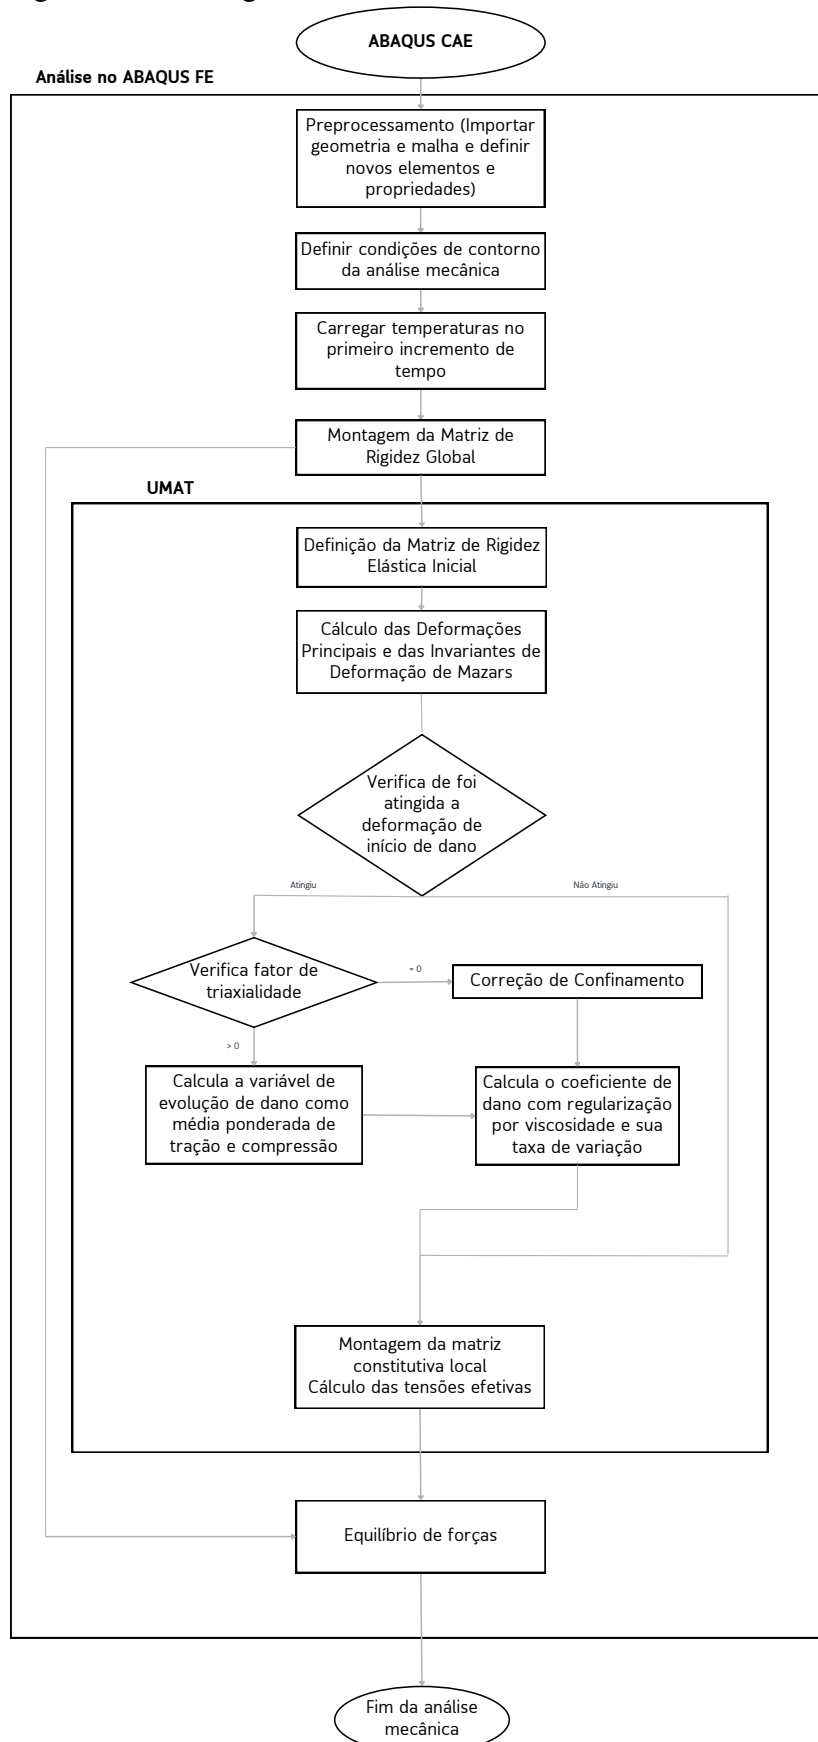 ABAQUS CAE
Análise no ABAQUS FE
Preprocessamento (Importar
geometria e malha e definir
novos elementos e
propriedades)
Definir condições de contorno
da análise mecânica
Carregar temperaturas no
primeiro incremento de
tempo
Montagem da Matriz de
Rigidez Global
UMAT
Definição da Matriz de Rigidez
Elástica Inicial
Cálculo das Deformações
Principais e das Invariantes de
Deformação de Mazars
Verifica de foi
atingida a
deformação de
início de dano
Atingiu
Não Atingiu
Verifica fator de
triaxialidade
= 0
Correção de Confinamento
> 0
Calcula a variável de
evolução de dano como
média ponderada de
tração e compressão
Calcula o coeficiente de
dano com regularização
por viscosidade e sua
taxa de variação
Montagem da matriz
constitutiva local
Cálculo das tensões efetivas
Equilíbrio de forças
Fim da análise
mecânica